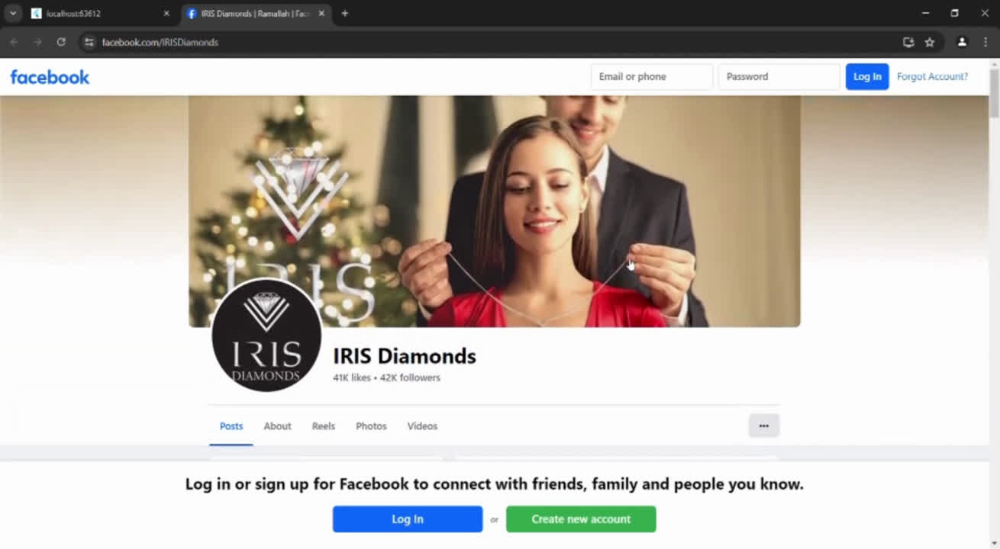 localhost:63612
IRIS Diamonds | Ramallah | Fac
facebook.com/IRISDiamonds
facebook
Email or phone
Password
Log In
Forgot Account?
IRIS
IRIS
DIAMONDS
IRIS Diamonds
41K likes • 42K followers
Posts
About
Reels
Photos
Videos
Log in or sign up for Facebook to connect with friends, family and people you know.
Log In
or
Create new account